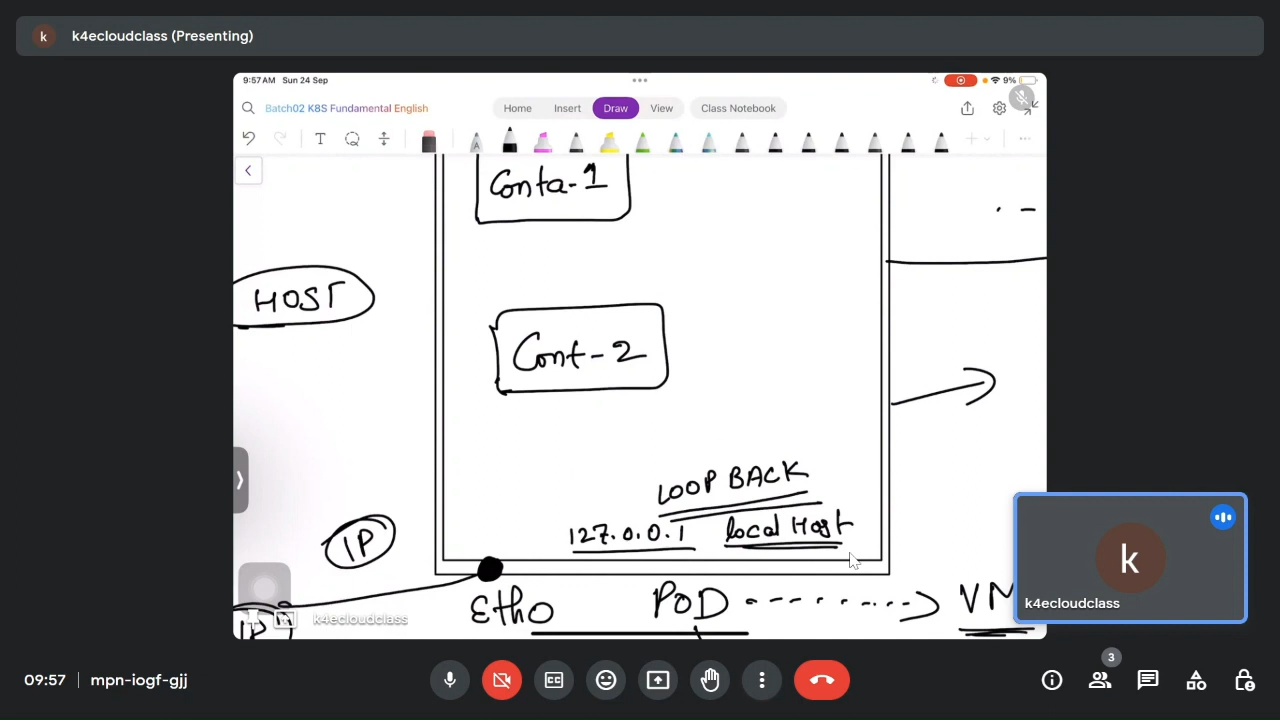 k
k4ecloudclass (Presenting)
9:57 AM Sun 24 Sep
9%
Batch02 K8S Fundamental English
Home
Insert
Draw
View
Class Notebook
T
A
Conta-1
HOST
Cont-2
LOOP BACK
127.0.0.1
local Host
IP
Eth0
POD
VM
IP
k4ecloudclass
k
k4ecloudclass
09:57
mpn-iogf-gjj
3